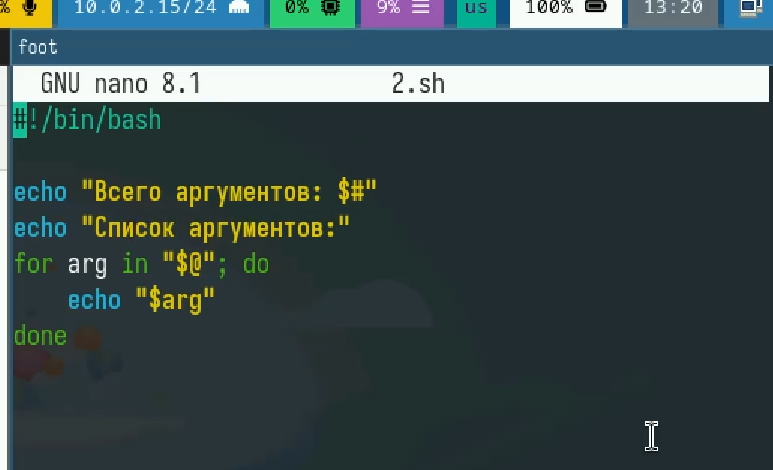 % 10.0.2.15/24 0% 9% us 100% 13:20
foot
GNU nano 8.1 2.sh
#!/bin/bash
echo "Всего аргументов: $#"
echo "Список аргументов:"
for arg in "$@"; do
    echo "$arg"
done